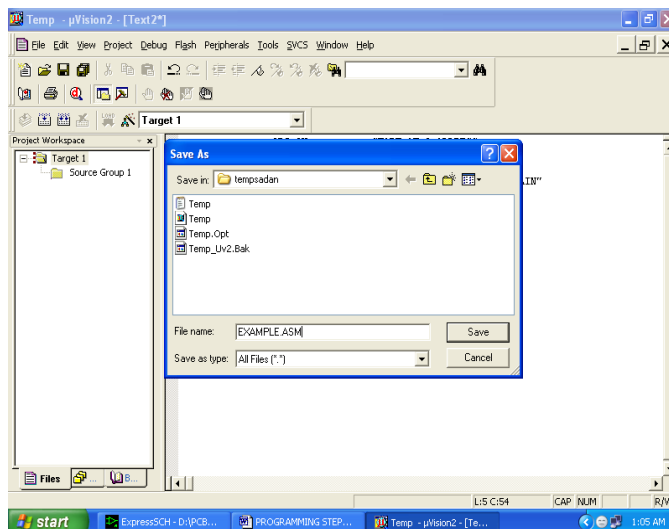 Temp - µVision2 - [Text2*]
File Edit View Project Debug Flash Peripherals Tools SVCS Window Help
Target 1
Project Workspace
Target 1
Source Group 1
Save As
Save in: tempsadan
Temp
Temp
Temp.Opt
Temp_Uv2.Bak
File name: EXAMPLE.ASM
Save
Save as type: All Files (*.*)
Cancel
Files
B...
L:5 C:54 CAP NUM R/W
start
ExpressSCH - D:\PCB...
PROGRAMMING STEP...
Temp - µVision2 - [Te...
1:05 AM